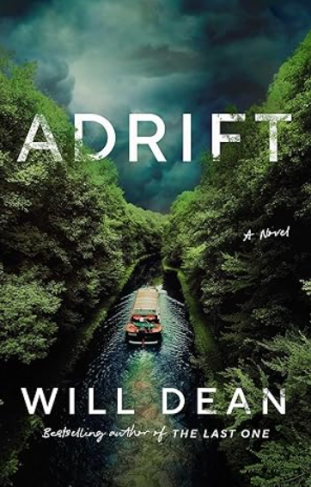 ADRIFT
A Novel
WILL DEAN
Bestselling author of THE LAST ONE